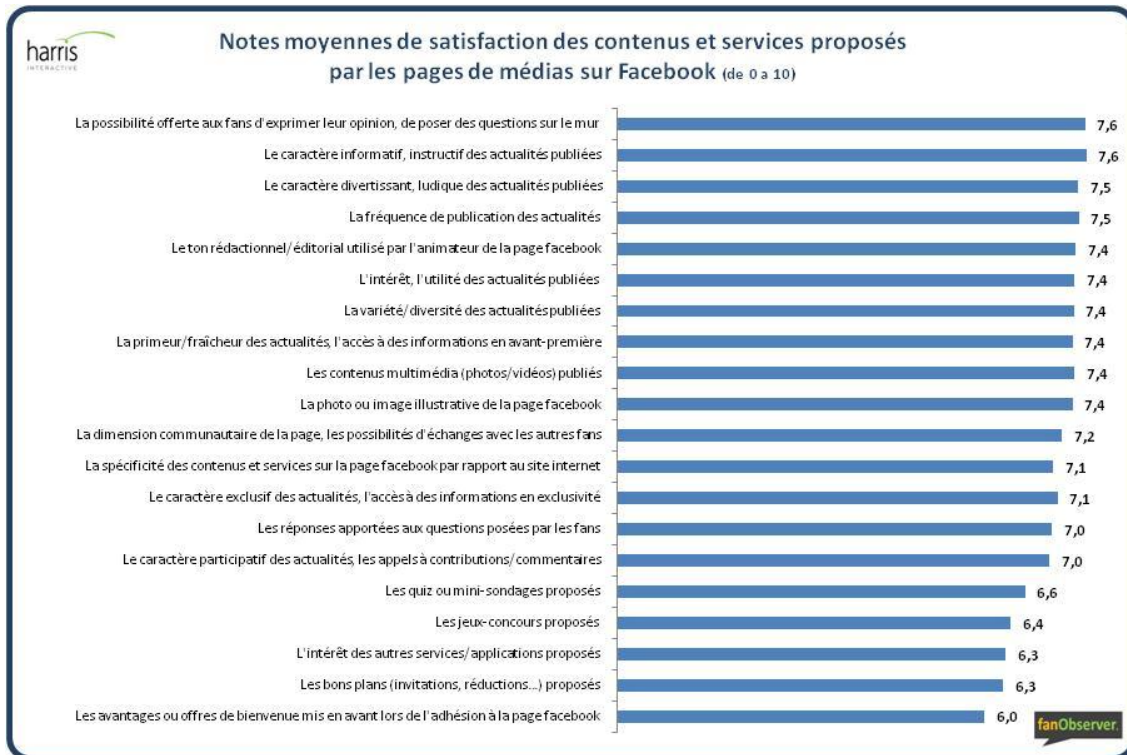 harris
INTERACTIVE
Notes moyennes de satisfaction des contenus et services proposés
par les pages de médias sur Facebook (de 0 a 10)
La possibilité offerte aux fans d'exprimer leur opinion, de poser des questions sur le mur 7,6
Le caractère informatif, instructif des actualités publiées 7,6
Le caractère divertissant, ludique des actualités publiées 7,5
La fréquence de publication des actualités 7,5
Le ton rédactionnel/éditorial utilisé par l'animateur de la page facebook 7,4
L'intérêt, l'utilité des actualités publiées 7,4
La variété/diversité des actualités publiées 7,4
La primeur/fraîcheur des actualités, l'accès à des informations en avant-première 7,4
Les contenus multimédia (photos/vidéos) publiés 7,4
La photo ou image illustrative de la page facebook 7,4
La dimension communautaire de la page, les possibilités d'échanges avec les autres fans 7,2
La spécificité des contenus et services sur la page facebook par rapport au site internet 7,1
Le caractère exclusif des actualités, l'accès à des informations en exclusivité 7,1
Les réponses apportées aux questions posées par les fans 7,0
Le caractère participatif des actualités, les appels à contributions/commentaires 7,0
Les quiz ou mini-sondages proposés 6,6
Les jeux-concours proposés 6,4
L'intérêt des autres services/applications proposés 6,3
Les bons plans (invitations, réductions...) proposés 6,3
Les avantages ou offres de bienvenue mis en avant lors de l'adhésion à la page facebook 6,0
fanObserver.